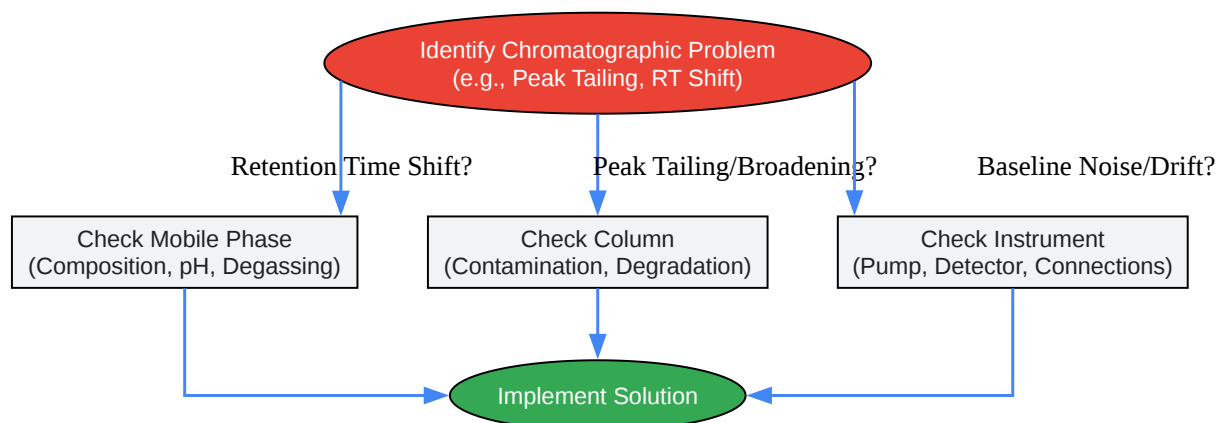 Identify Chromatographic Problem
(e.g., Peak Tailing, RT Shift)
Retention Time Shift?
Peak Tailing/Broadening?
Baseline Noise/Drift?
Check Mobile Phase
(Composition, pH, Degassing)
Check Column
(Contamination, Degradation)
Check Instrument
(Pump, Detector, Connections)
Implement Solution